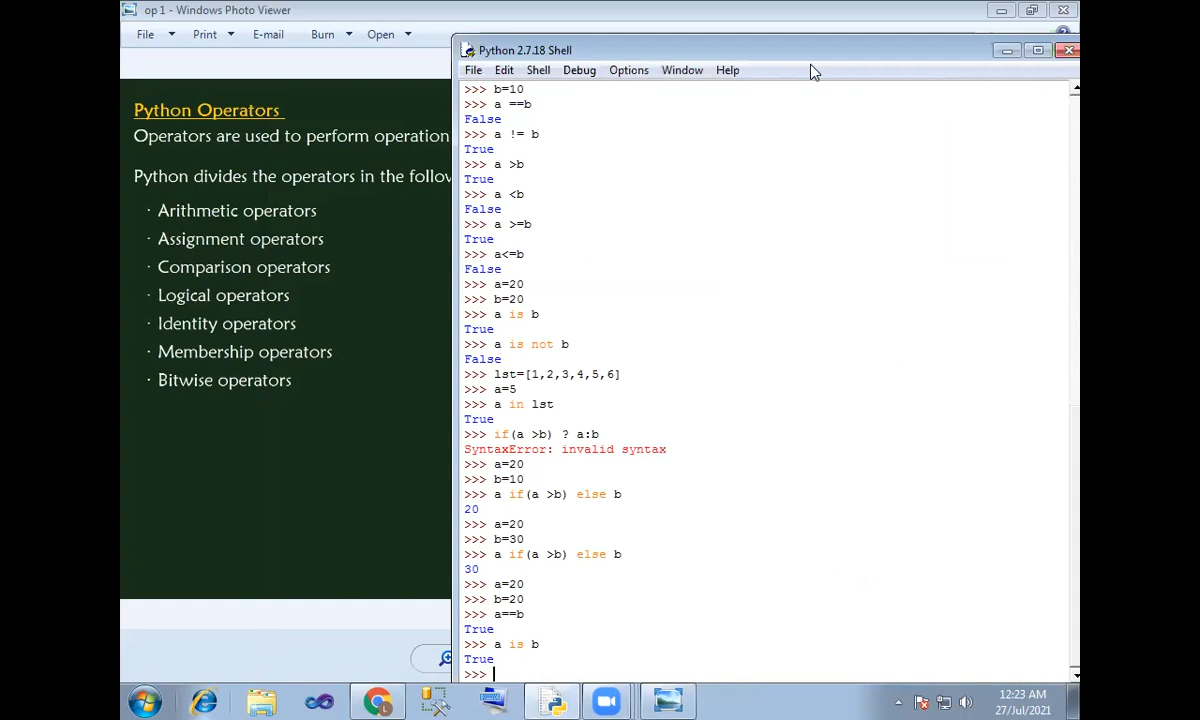 op 1 - Windows Photo Viewer
File Print E-mail Burn Open
Python Operators
Operators are used to perform operation
Python divides the operators in the follov
· Arithmetic operators
· Assignment operators
· Comparison operators
· Logical operators
· Identity operators
· Membership operators
· Bitwise operators
Python 2.7.18 Shell
File Edit Shell Debug Options Window Help
>>> b=10
>>> a ==b
False
>>> a != b
True
>>> a >b
True
>>> a <b
False
>>> a >=b
True
>>> a<=b
False
>>> a=20
>>> b=20
>>> a is b
True
>>> a is not b
False
>>> lst=[1,2,3,4,5,6]
>>> a=5
>>> a in lst
True
>>> if(a >b) ? a:b
SyntaxError: invalid syntax
>>> a=20
>>> b=10
>>> a if(a >b) else b
20
>>> a=20
>>> b=30
>>> a if(a >b) else b
30
>>> a=20
>>> b=20
>>> a==b
True
>>> a is b
True
>>>
12:23 AM
27/Jul/2021